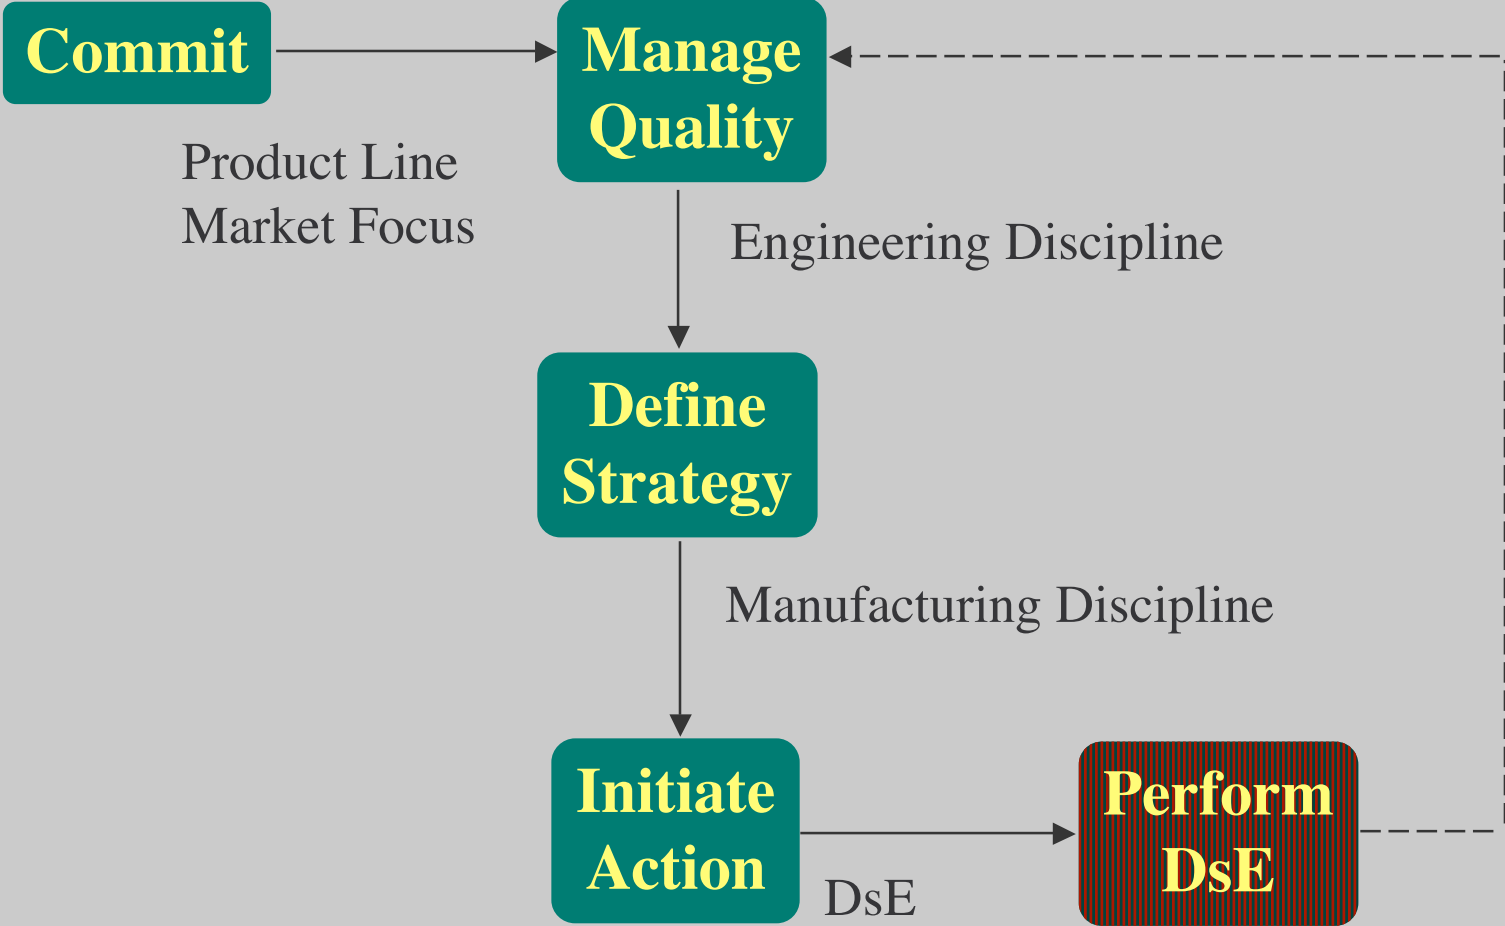 Commit
Manage
Quality
Product Line
Market Focus
Engineering Discipline
Define
Strategy
Manufacturing Discipline
Initiate
Action
DsE
Perform
DsE